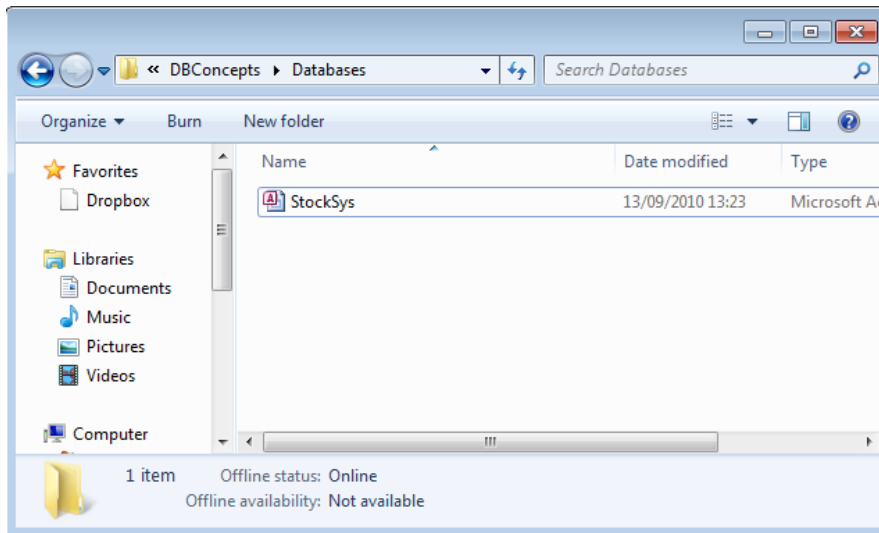 « DBConcepts ▸ Databases
Search Databases
Organize Burn New folder
Name Date modified Type
Favorites
Dropbox
StockSys 13/09/2010 13:23 Microsoft A
Libraries
Documents
Music
Pictures
Videos
Computer
1 item Offline status: Online
Offline availability: Not available